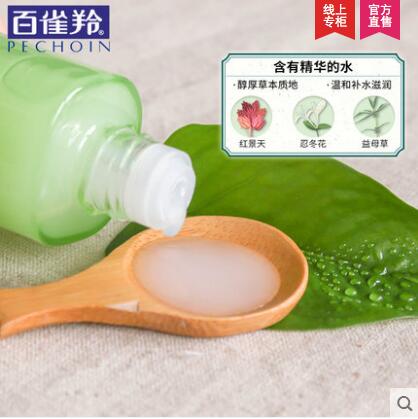 百雀羚
PECHOIN
线上
专柜
官方
直售
含有精华的水
·醇厚草本质地 ·温和补水滋润
红景天 忍冬花 益母草